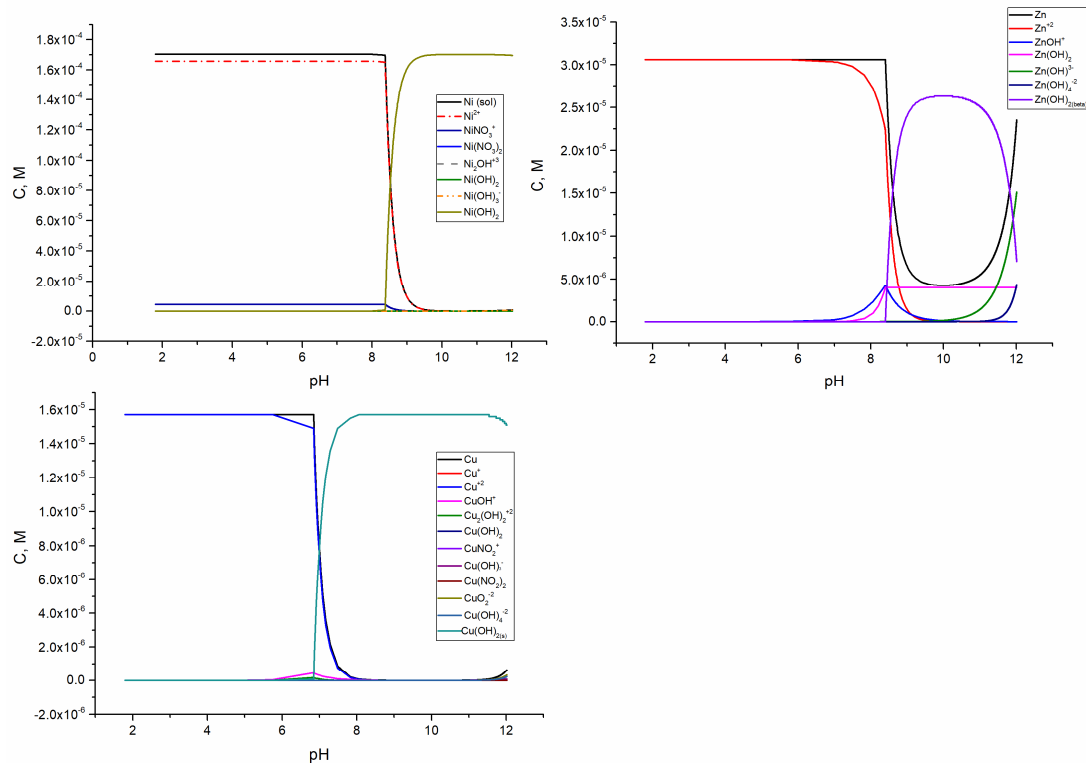 1.8x10⁻⁴
1.6x10⁻⁴
1.4x10⁻⁴
1.2x10⁻⁴
1.0x10⁻⁴
8.0x10⁻⁵
6.0x10⁻⁵
4.0x10⁻⁵
2.0x10⁻⁵
0.0
-2.0x10⁻⁵
C, M
0 2 4 6 8 10 12
pH
Ni (sol)
Ni²⁺
NiNO₃⁺
Ni(NO₃)₂
Ni₂OH⁺³
Ni(OH)₂
Ni(OH)₃⁻
Ni(OH)₂
3.5x10⁻⁵
3.0x10⁻⁵
2.5x10⁻⁵
2.0x10⁻⁵
1.5x10⁻⁵
1.0x10⁻⁵
5.0x10⁻⁶
0.0
C, M
2 4 6 8 10 12
pH
Zn
Zn⁺²
ZnOH⁺
Zn(OH)₂
Zn(OH)³⁻
Zn(OH)₄⁻²
Zn(OH)₂₍beta₎
1.6x10⁻⁵
1.4x10⁻⁵
1.2x10⁻⁵
1.0x10⁻⁵
8.0x10⁻⁶
6.0x10⁻⁶
4.0x10⁻⁶
2.0x10⁻⁶
0.0
-2.0x10⁻⁶
C, M
2 4 6 8 10 12
pH
Cu
Cu⁺
Cu⁺²
CuOH⁺
Cu₂(OH)₂⁺²
Cu(OH)₂
CuNO₂⁺
Cu(NO₂)₂
CuO₂⁻²
Cu(OH)₄⁻²
Cu(OH)₂₍s₎